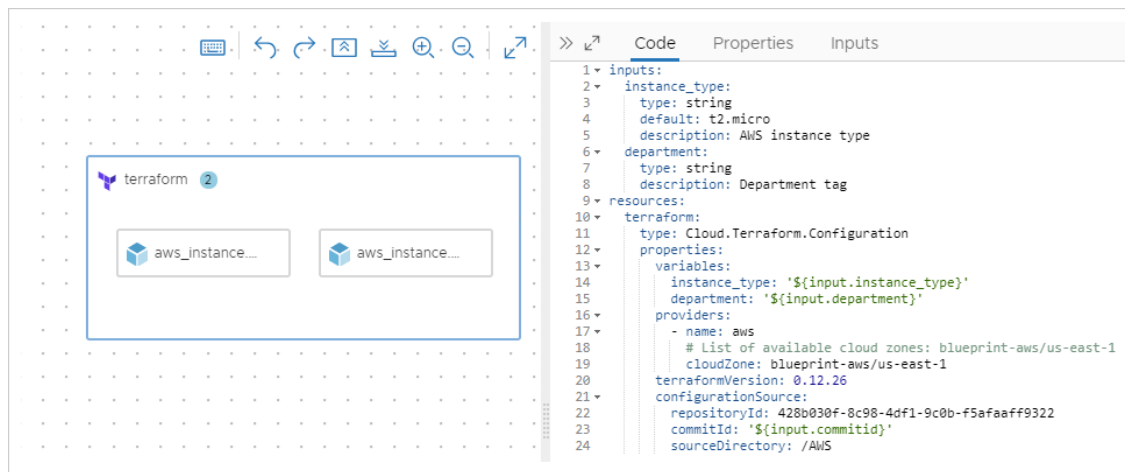 terraform 2
aws_instance....
aws_instance....
Code Properties Inputs
1 inputs:
2 instance_type:
3 type: string
4 default: t2.micro
5 description: AWS instance type
6 department:
7 type: string
8 description: Department tag
9 resources:
10 terraform:
11 type: Cloud.Terraform.Configuration
12 properties:
13 variables:
14 instance_type: '${input.instance_type}'
15 department: '${input.department}'
16 providers:
17 - name: aws
18 # List of available cloud zones: blueprint-aws/us-east-1
19 cloudZone: blueprint-aws/us-east-1
20 terraformVersion: 0.12.26
21 configurationSource:
22 repositoryId: 428b030f-8c98-4df1-9c0b-f5afaaff9322
23 commitId: '${input.commitid}'
24 sourceDirectory: /AWS